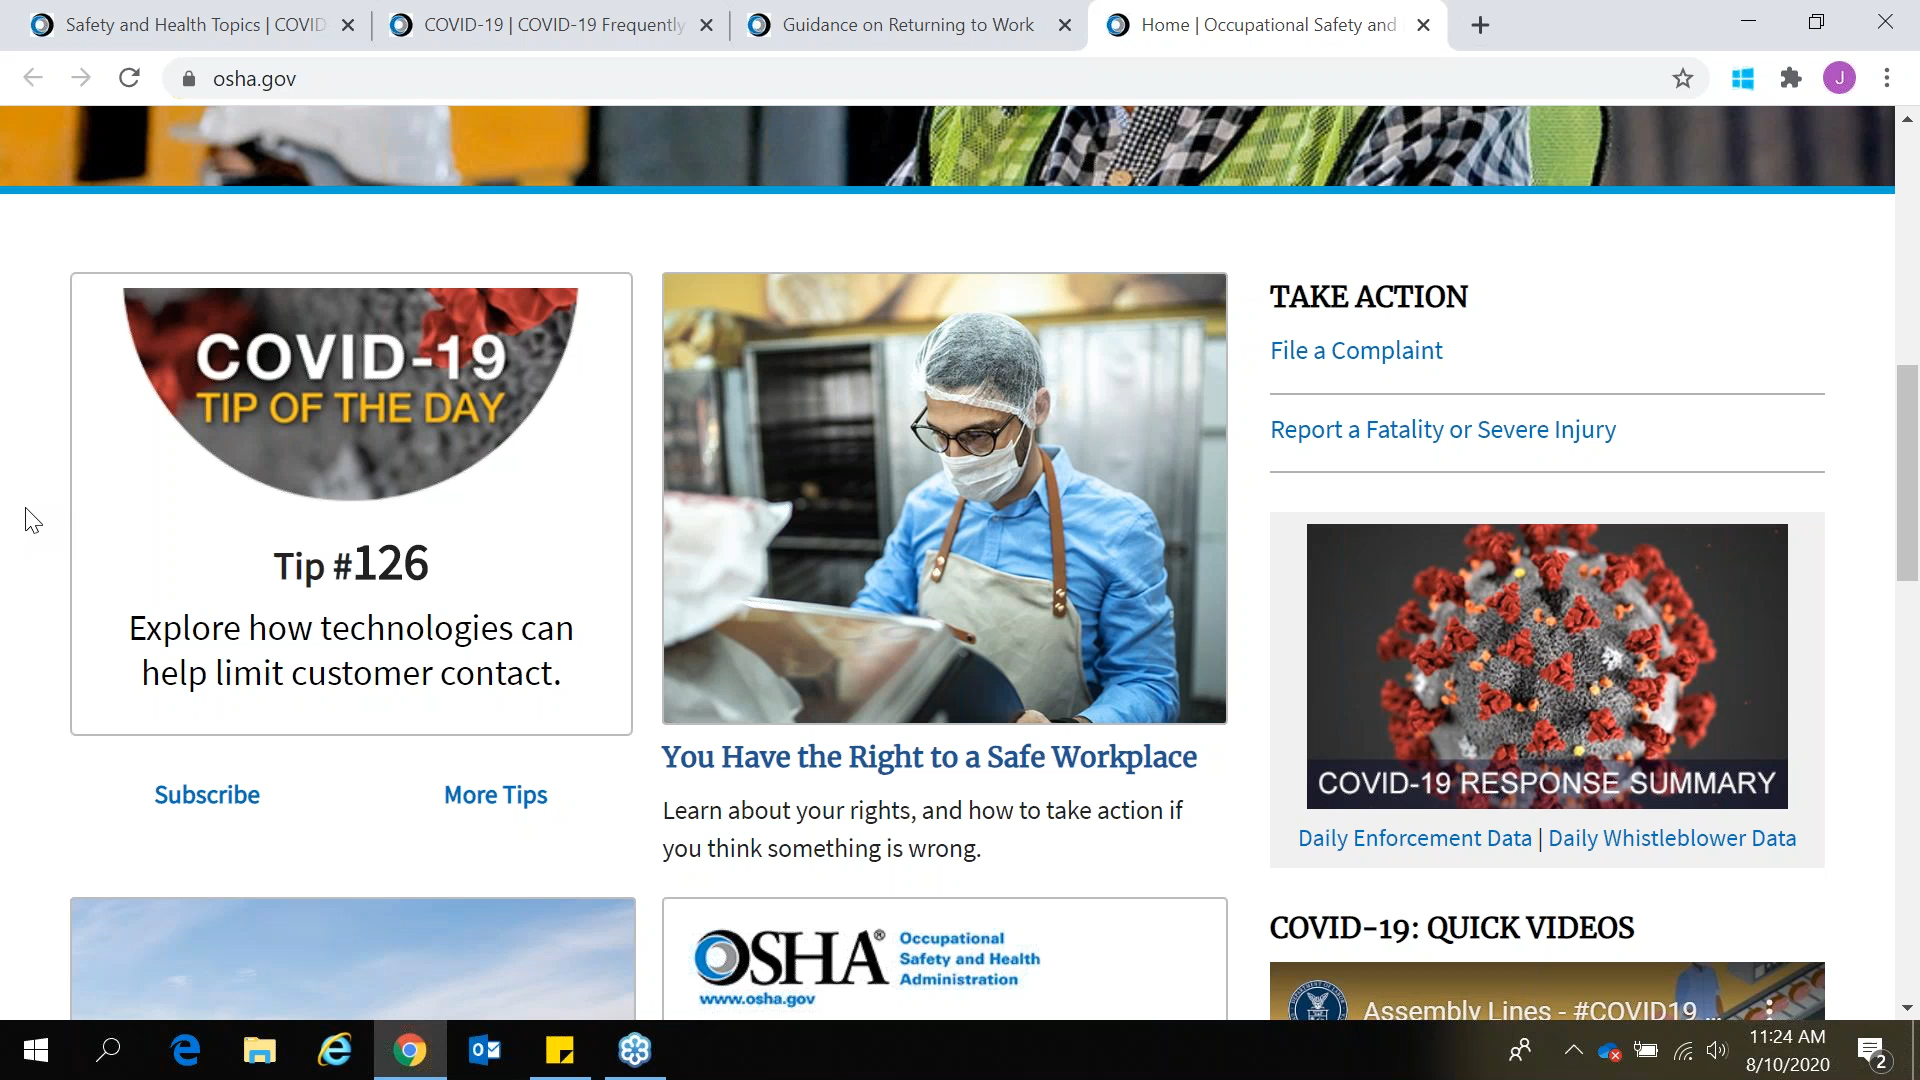 Safety and Health Topics | COVID
COVID-19 | COVID-19 Frequently
Guidance on Returning to Work
Home | Occupational Safety and
osha.gov
J
COVID-19
TIP OF THE DAY
Tip #126
Explore how technologies can
help limit customer contact.
Subscribe
More Tips
You Have the Right to a Safe Workplace
Learn about your rights, and how to take action if
you think something is wrong.
OSHA®
Occupational
Safety and Health
Administration
www.osha.gov
TAKE ACTION
File a Complaint
Report a Fatality or Severe Injury
COVID-19 RESPONSE SUMMARY
Daily Enforcement Data | Daily Whistleblower Data
COVID-19: QUICK VIDEOS
Assembly Lines - #COVID19 ...
11:24 AM
8/10/2020
2